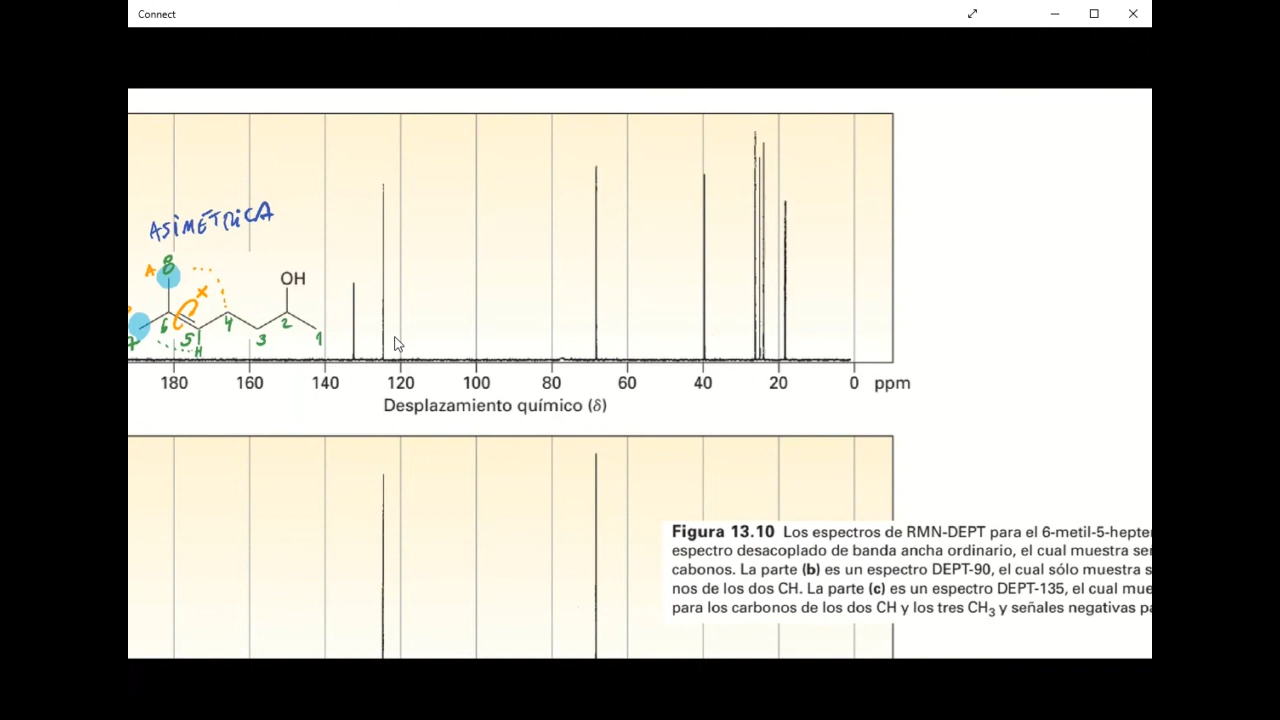 Connect
ASIMÉTRICA
A 8
OH
x
6 4 2
7 5 3 1
H
180 160 140 120 100 80 60 40 20 0 ppm
Desplazamiento químico (δ)
Figura 13.10 Los espectros de RMN-DEPT para el 6-metil-5-hepte
espectro desacoplado de banda ancha ordinario, el cual muestra se
cabonos. La parte (b) es un espectro DEPT-90, el cual sólo muestra s
nos de los dos CH. La parte (c) es un espectro DEPT-135, el cual mue
para los carbonos de los dos CH y los tres CH₃ y señales negativas p